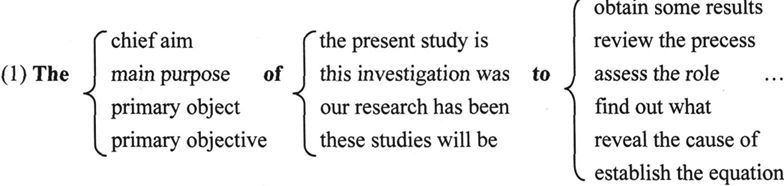 obtain some results
chief aim the present study is review the precess
(1) The main purpose of this investigation was to assess the role ...
primary object our research has been find out what
primary objective these studies will be reveal the cause of
establish the equation